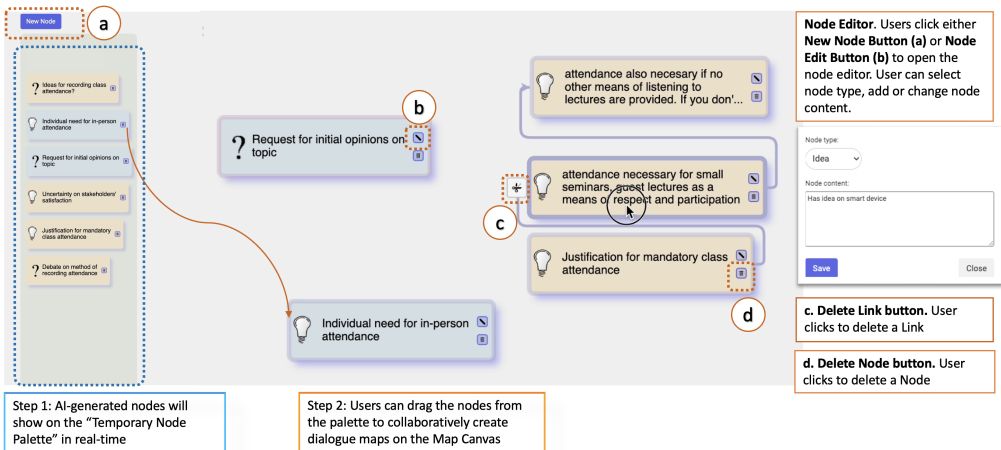 New Node
a
? Ideas for recording class
attendance?
Individual need for in-person
attendance
? Request for initial opinions on
topic
Uncertainty on stakeholders'
satisfaction
Justification for mandatory
class attendance
? Debate on method of
recording attendance
b
? Request for initial opinions on
topic
Individual need for in-person
attendance
attendance also necesary if no
other means of listening to
lectures are provided. If you don'...
attendance necessary for small
seminars, guest lectures as a
means of respect and participation
c
Justification for mandatory class
attendance
d
Node Editor. Users click either
New Node Button (a) or Node
Edit Button (b) to open the
node editor. User can select
node type, add or change node
content.
Node type:
Idea
Node content:
Has idea on smart device
Save
Close
c. Delete Link button. User
clicks to delete a Link
d. Delete Node button. User
clicks to delete a Node
Step 1: AI-generated nodes will
show on the “Temporary Node
Palette” in real-time
Step 2: Users can drag the nodes from
the palette to collaboratively create
dialogue maps on the Map Canvas